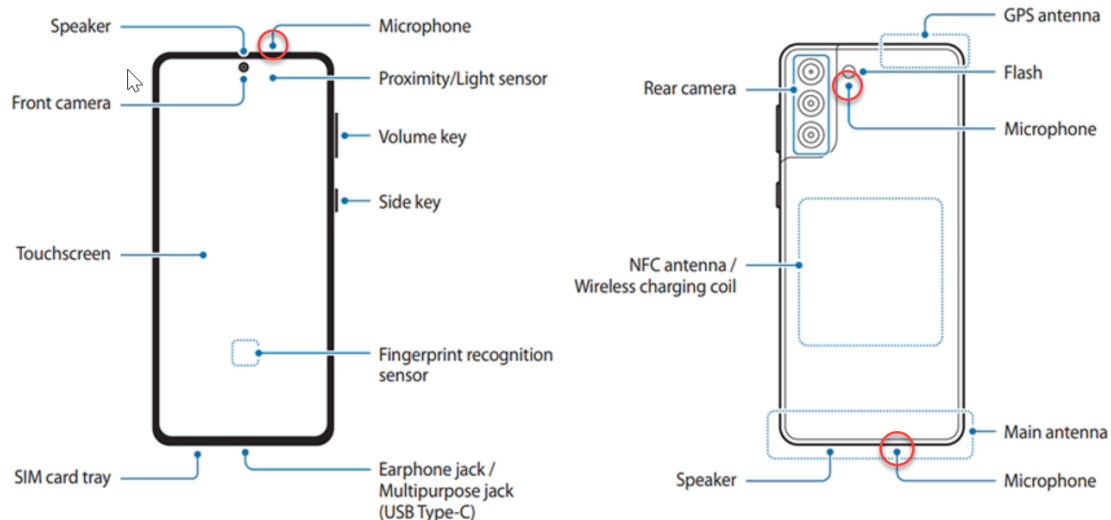 Speaker
Microphone
Front camera
Proximity/Light sensor
Volume key
Side key
Touchscreen
Fingerprint recognition
sensor
SIM card tray
Earphone jack /
Multipurpose jack
(USB Type-C)
GPS antenna
Rear camera
Flash
Microphone
NFC antenna /
Wireless charging coil
Main antenna
Speaker
Microphone